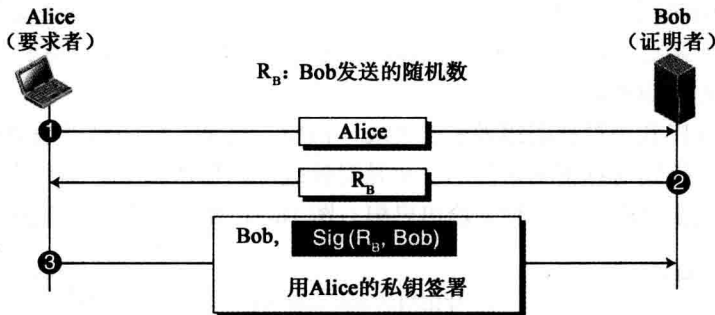 Alice
（要求者）
Bob
（证明者）
R_B：Bob发送的随机数
1
Alice
R_B
2
Bob, Sig(R_B, Bob)
3
用Alice的私钥签署